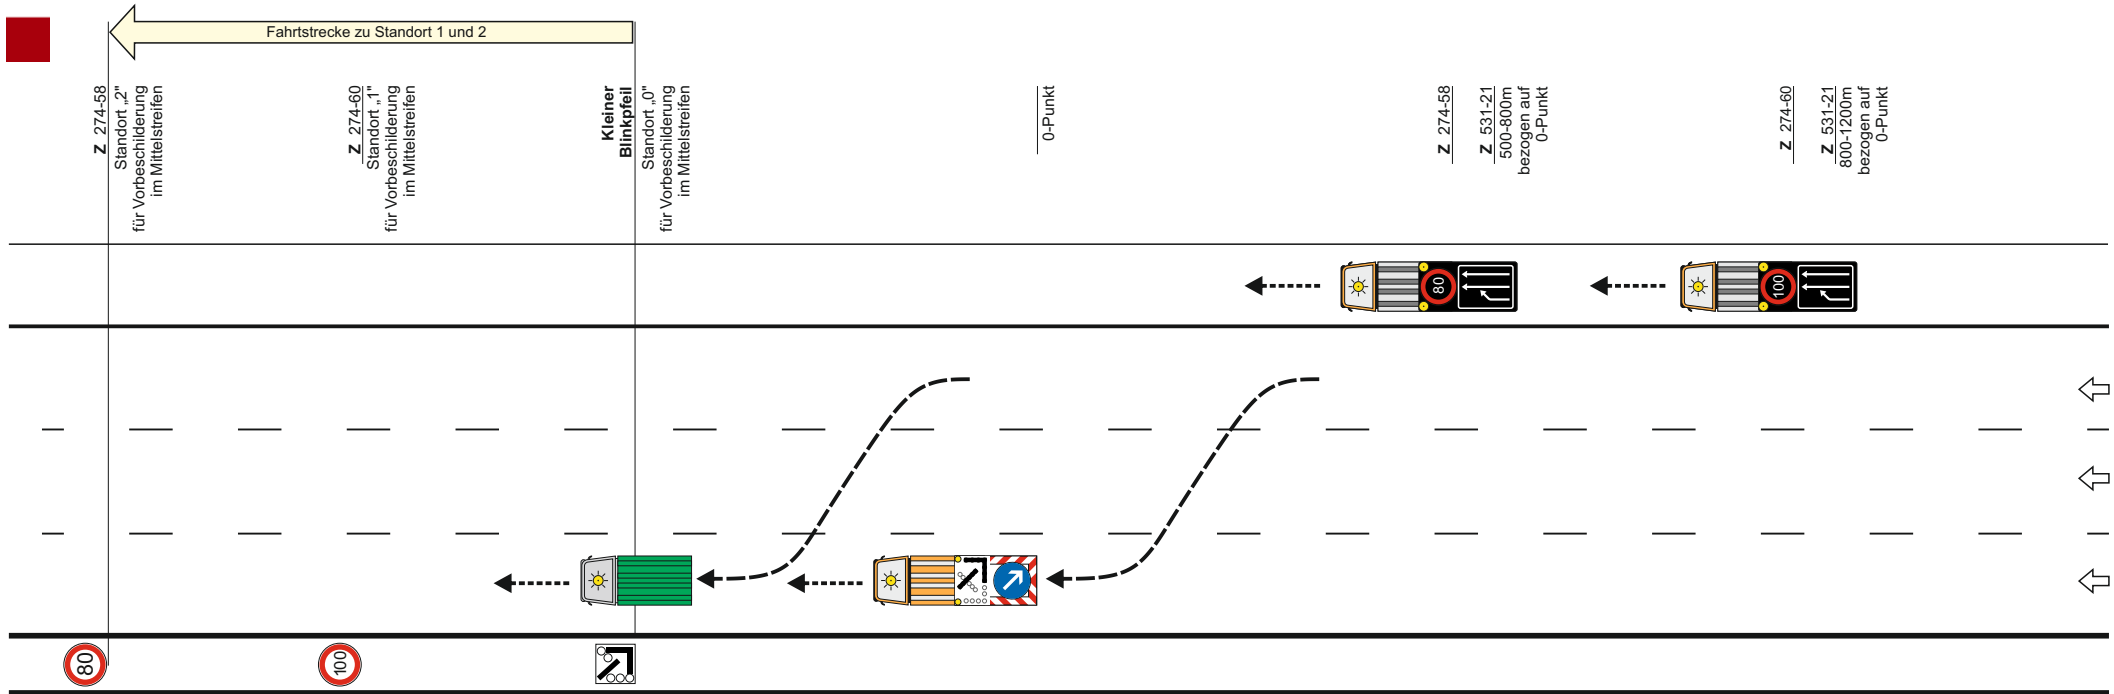 Fahrtstrecke zu Standort 1 und 2
Z 274-58
Standort „2"
für Vorbeschilderung
im Mittelstreifen
Z 274-60
Standort „1"
für Vorbeschilderung
im Mittelstreifen
Kleiner
Blinkpfeil
Standort „0"
für Vorbeschilderung
im Mittelstreifen
0-Punkt
Z 274-58
Z 531-21
500-800m
bezogen auf
0-Punkt
Z 274-60
Z 531-21
800-1200m
bezogen auf
0-Punkt
80
100
80
100